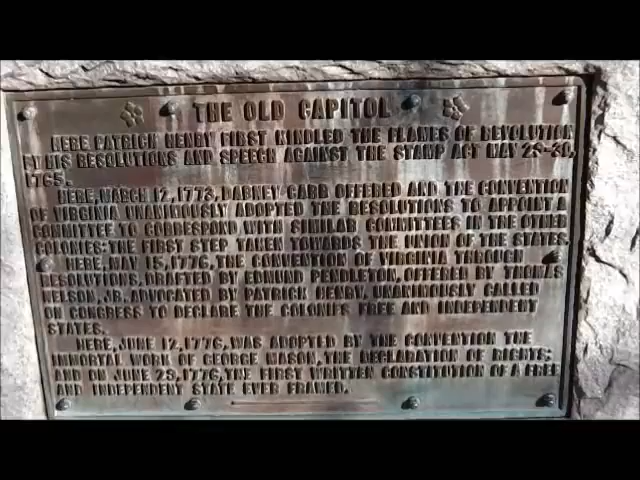 THE OLD CAPITOL
HERE PATRICK HENRY FIRST KINDLED THE FLAMES OF REVOLUTION
BY HIS RESOLUTIONS AND SPEECH AGAINST THE STAMP ACT MAY 29-30,
1765.
HERE, MARCH 12, 1773, DABNEY CARR OFFERED AND THE CONVENTION
OF VIRGINIA UNANIMOUSLY ADOPTED THE RESOLUTIONS TO APPOINT A
COMMITTEE TO CORRESPOND WITH SIMILAR COMMITTEES IN THE OTHER
COLONIES: THE FIRST STEP TAKEN TOWARDS THE UNION OF THE STATES.
HERE, MAY 15, 1776, THE CONVENTION OF VIRGINIA THROUGH
RESOLUTIONS, DRAFTED BY EDMUND PENDLETON, OFFERED BY THOMAS
NELSON, JR. ADVOCATED BY PATRICK HENRY, UNANIMOUSLY CALLED
ON CONGRESS TO DECLARE THE COLONIES FREE AND INDEPENDENT
STATES.
HERE, JUNE 12, 1776, WAS ADOPTED BY THE CONVENTION THE
IMMORTAL WORK OF GEORGE MASON, THE DECLARATION OF RIGHTS:
AND ON JUNE 29, 1776, THE FIRST WRITTEN CONSTITUTION OF A FREE
AND INDEPENDENT STATE EVER FRAMED.